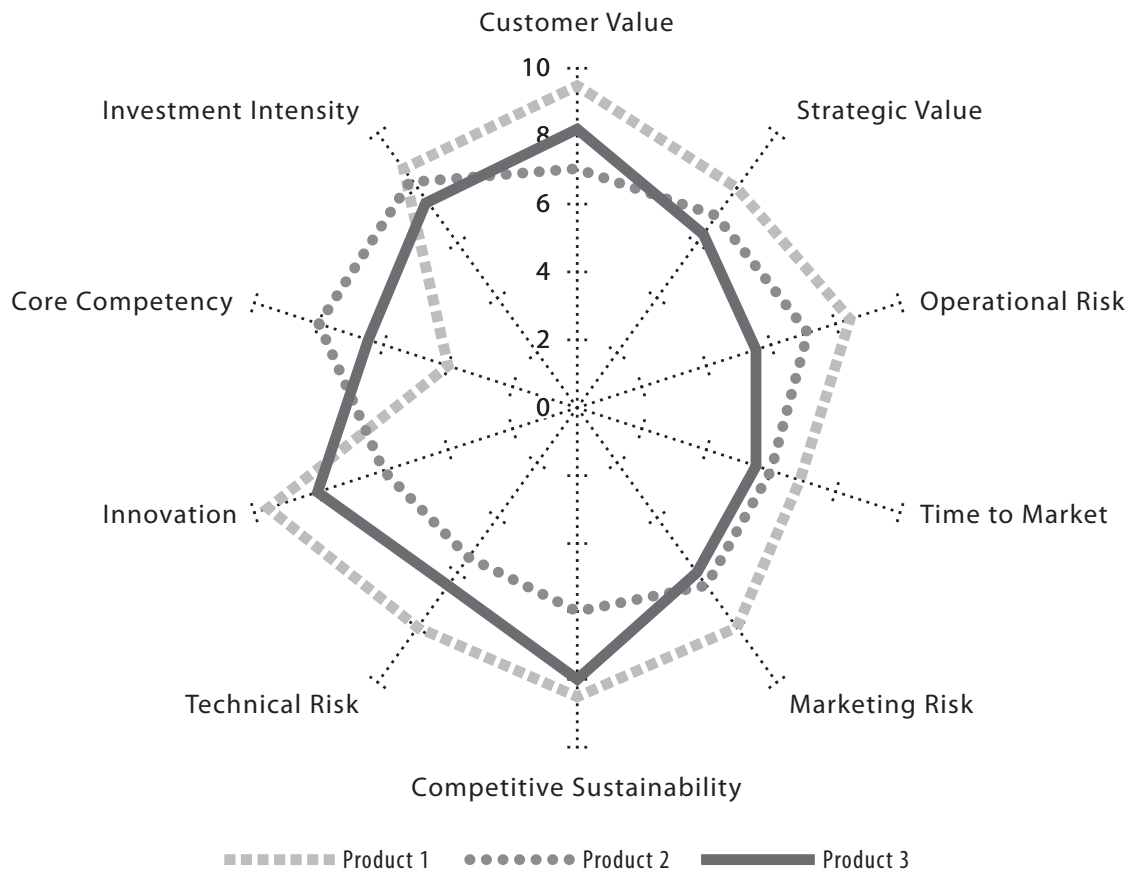 Customer Value
10
Investment Intensity
Strategic Value
8
6
4
Core Competency
Operational Risk
2
0
Innovation
Time to Market
Technical Risk
Marketing Risk
Competitive Sustainability
Product 1
Product 2
Product 3